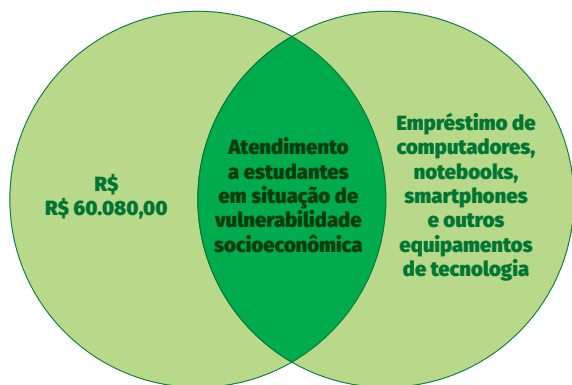 R$
R$ 60.080,00
Atendimento
a estudantes
em situação de
vulnerabilidade
socioeconômica
Empréstimo de
computadores,
notebooks,
smartphones
e outros
equipamentos
de tecnologia